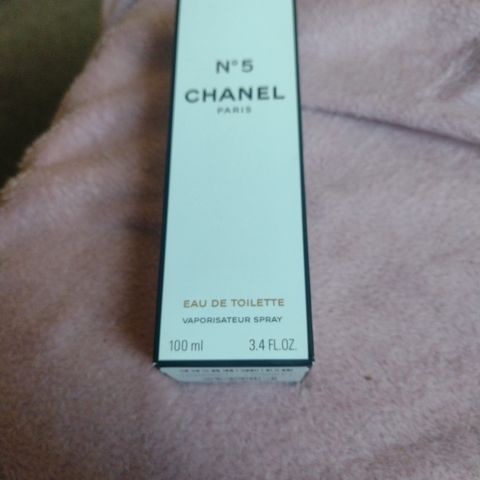 N°5
CHANEL
PARIS
EAU DE TOILETTE
VAPORISATEUR SPRAY
100 ml 3.4 FL.OZ.